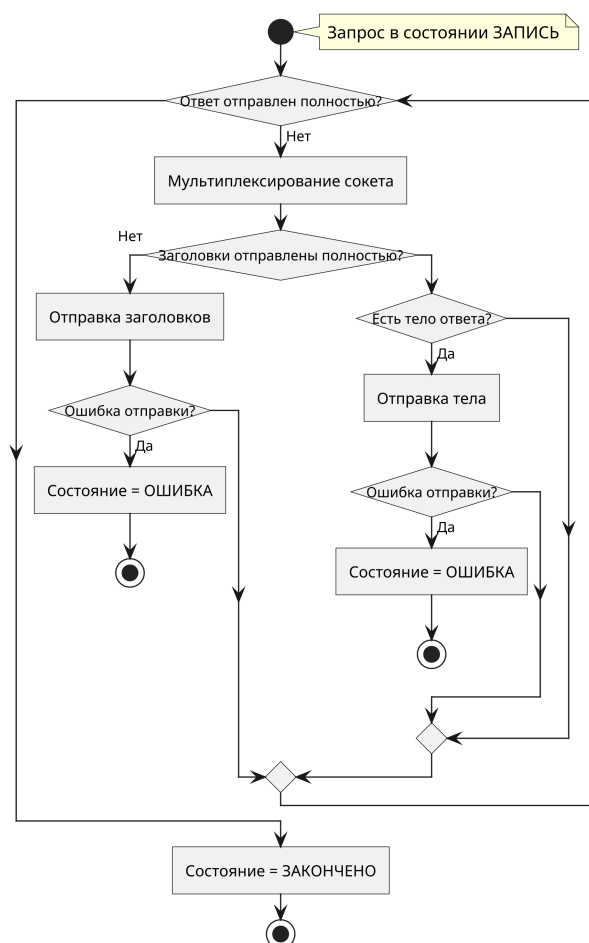 Запрос в состоянии ЗАПИСЬ
Ответ отправлен полностью?
Нет
Мультиплексирование сокета
Нет
Заголовки отправлены полностью?
Отправка заголовков
Есть тело ответа?
Да
Отправка тела
Ошибка отправки?
Да
Состояние = ОШИБКА
Ошибка отправки?
Да
Состояние = ОШИБКА
Состояние = ЗАКОНЧЕНО